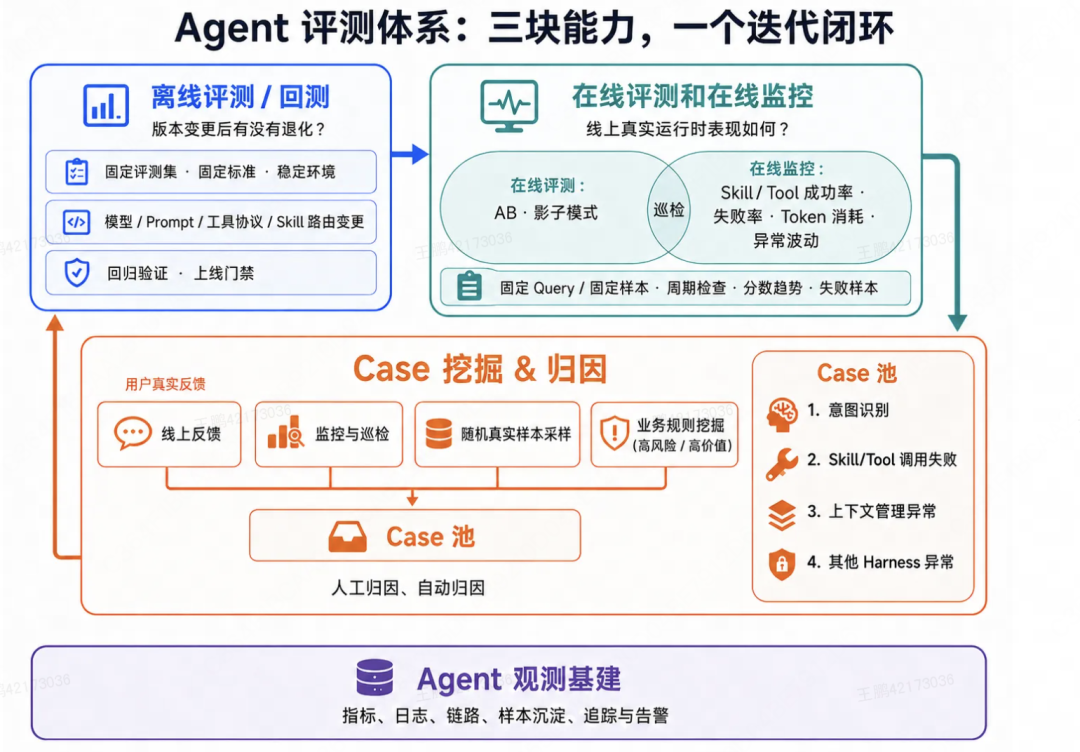 Agent 评测体系：三块能力，一个迭代闭环
离线评测 / 回测
版本变更后有没有退化？
固定评测集 · 固定标准 · 稳定环境
模型 / Prompt / 工具协议 / Skill 路由变更
回归验证 · 上线门禁
在线评测和在线监控
线上真实运行时表现如何？
在线评测：
AB · 影子模式
巡检
在线监控：
Skill / Tool 成功率 ·
失败率 · Token 消耗 ·
异常波动
固定 Query / 固定样本 · 周期检查 · 分数趋势 · 失败样本
Case 挖掘 & 归因
用户真实反馈
线上反馈
监控与巡检
随机真实样本采样
业务规则挖掘
(高风险 / 高价值)
Case 池
人工归因、自动归因
Case 池
1. 意图识别
2. Skill/Tool 调用失败
3. 上下文管理异常
4. 其他 Harness 异常
Agent 观测基建
指标、日志、链路、样本沉淀、追踪与告警
王鹏42173036